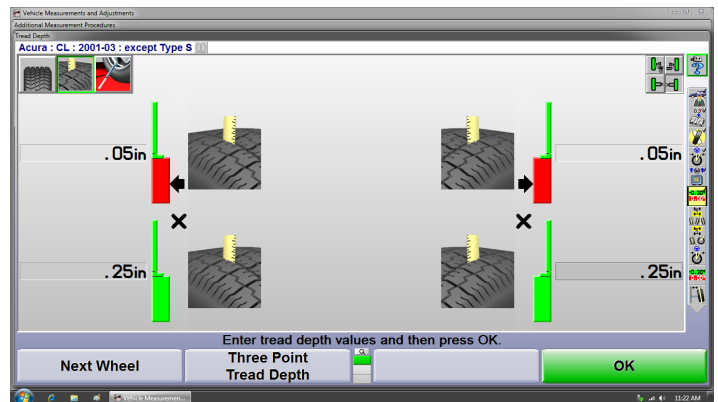 Vehicle Measurements and Adjustments
Additional Measurement Procedures
Tread Depth
Acura : CL : 2001-03 : except Type S
.05in
.05in
.25in
.25in
Enter tread depth values and then press OK.
Next Wheel
Three Point
Tread Depth
OK
Vehicle Measuremen...
11:22 AM